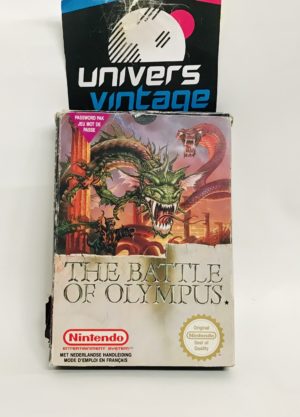 univers
vintage
PASSWORD PAK
JEU MOT DE
PASSE
THE BATTLE
OF OLYMPUS
Nintendo
ENTERTAINMENT SYSTEM
MET NEDERLANDSE HANDLEIDING
MODE D'EMPLOI EN FRANÇAIS
Original
Nintendo
Seal of
Quality